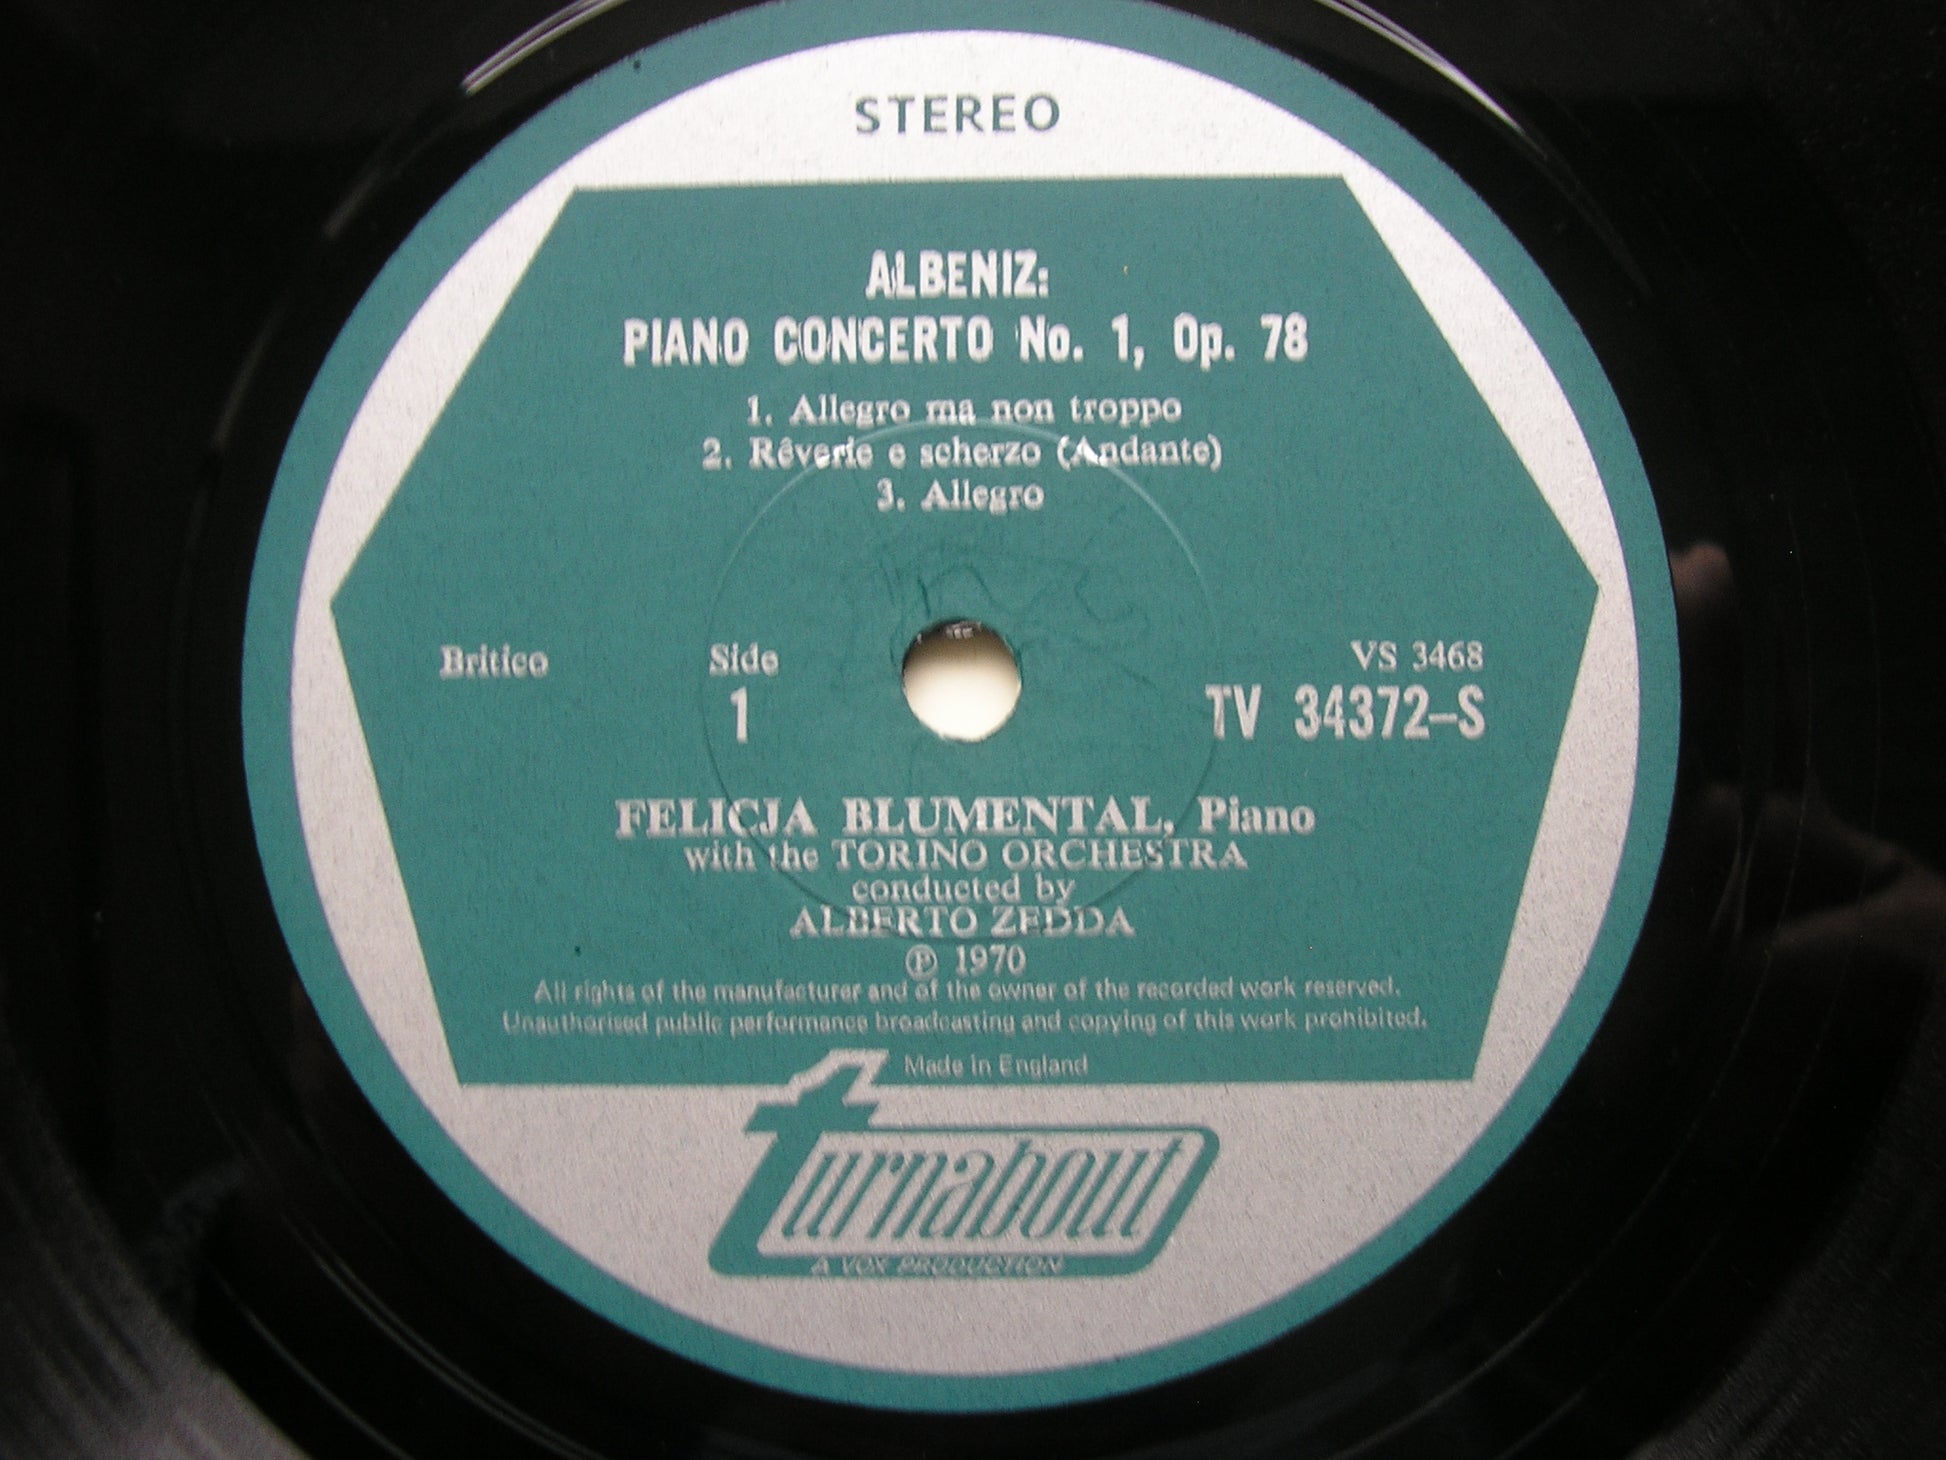 STEREO
ALBENIZ:
PIANO CONCERTO No. 1, Op. 78
1. Allegro ma non troppo
2. Rêverie e scherzo (Andante)
3. Allegro
Britico Side VS 3468
1 TV 34372-S
FELICJA BLUMENTAL, Piano
with the TORINO ORCHESTRA
conducted by
ALBERTO ZEDDA
℗ 1970
All rights of the manufacturer and of the owner of the recorded work reserved.
Unauthorised public performance broadcasting and copying of this work prohibited.
Made in England
turnabout
A VOX PRODUCTION